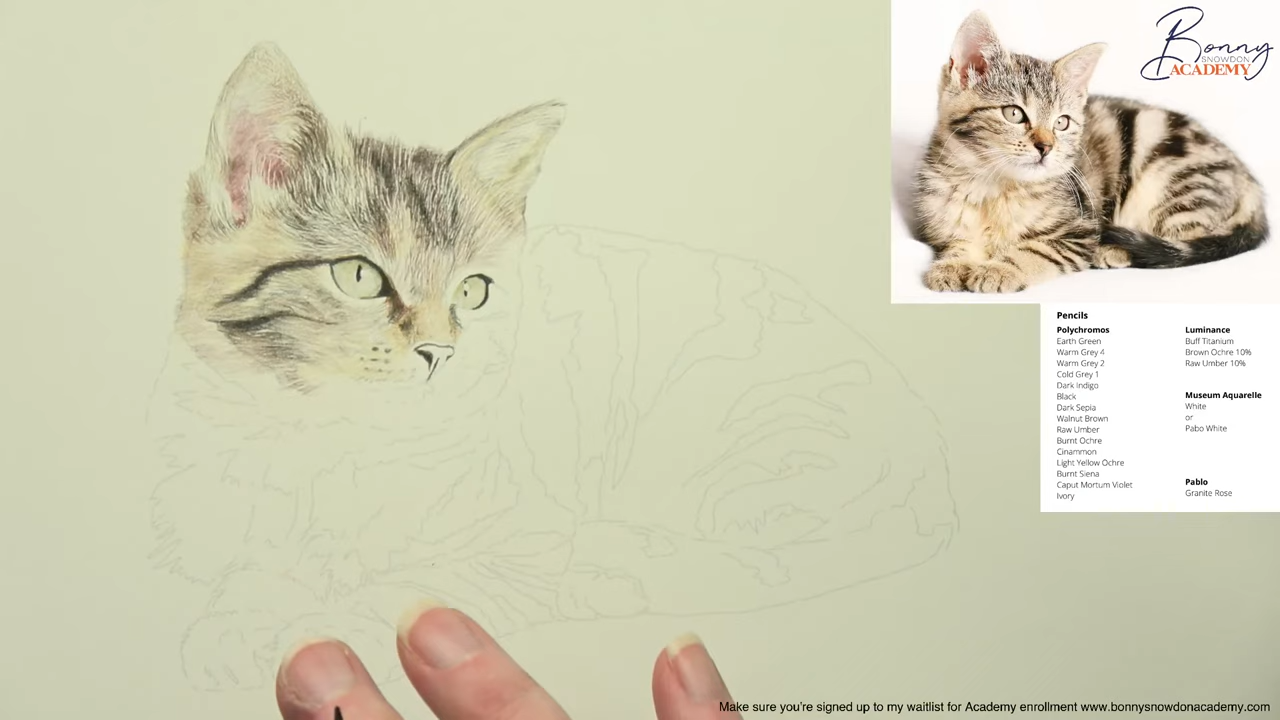 Bonny
SNOWDON
ACADEMY
Pencils
Polychromos
Earth Green
Warm Grey 4
Warm Grey 2
Cold Grey 1
Dark Indigo
Black
Dark Sepia
Walnut Brown
Raw Umber
Burnt Ochre
Cinammon
Light Yellow Ochre
Burnt Siena
Caput Mortum Violet
Ivory
Luminance
Buff Titanium
Brown Ochre 10%
Raw Umber 10%
Museum Aquarelle
White
or
Pabo White
Pablo
Granite Rose
Make sure you're signed up to my waitlist for Academy enrollment www.bonnysnowdonacademy.com